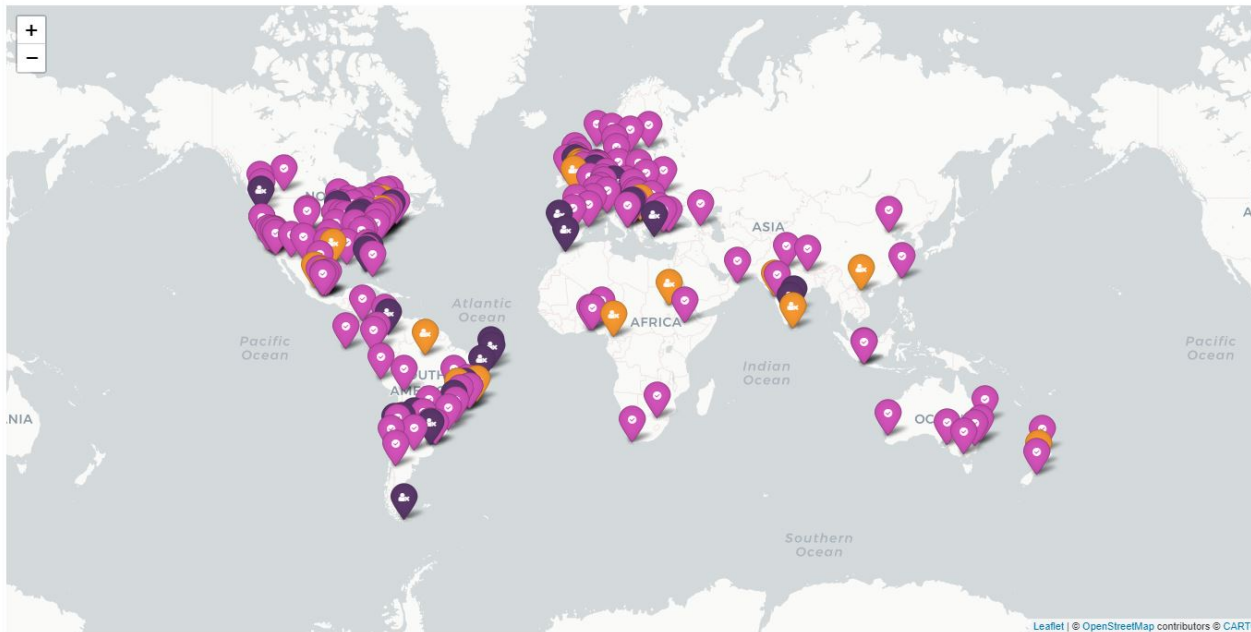 +
−
ASIA
Atlantic
Ocean
AFRICA
Pacific
Ocean
Pacific
Ocean
Indian
Ocean
NIA
Southern
Ocean
Leaflet | © OpenStreetMap contributors © CART